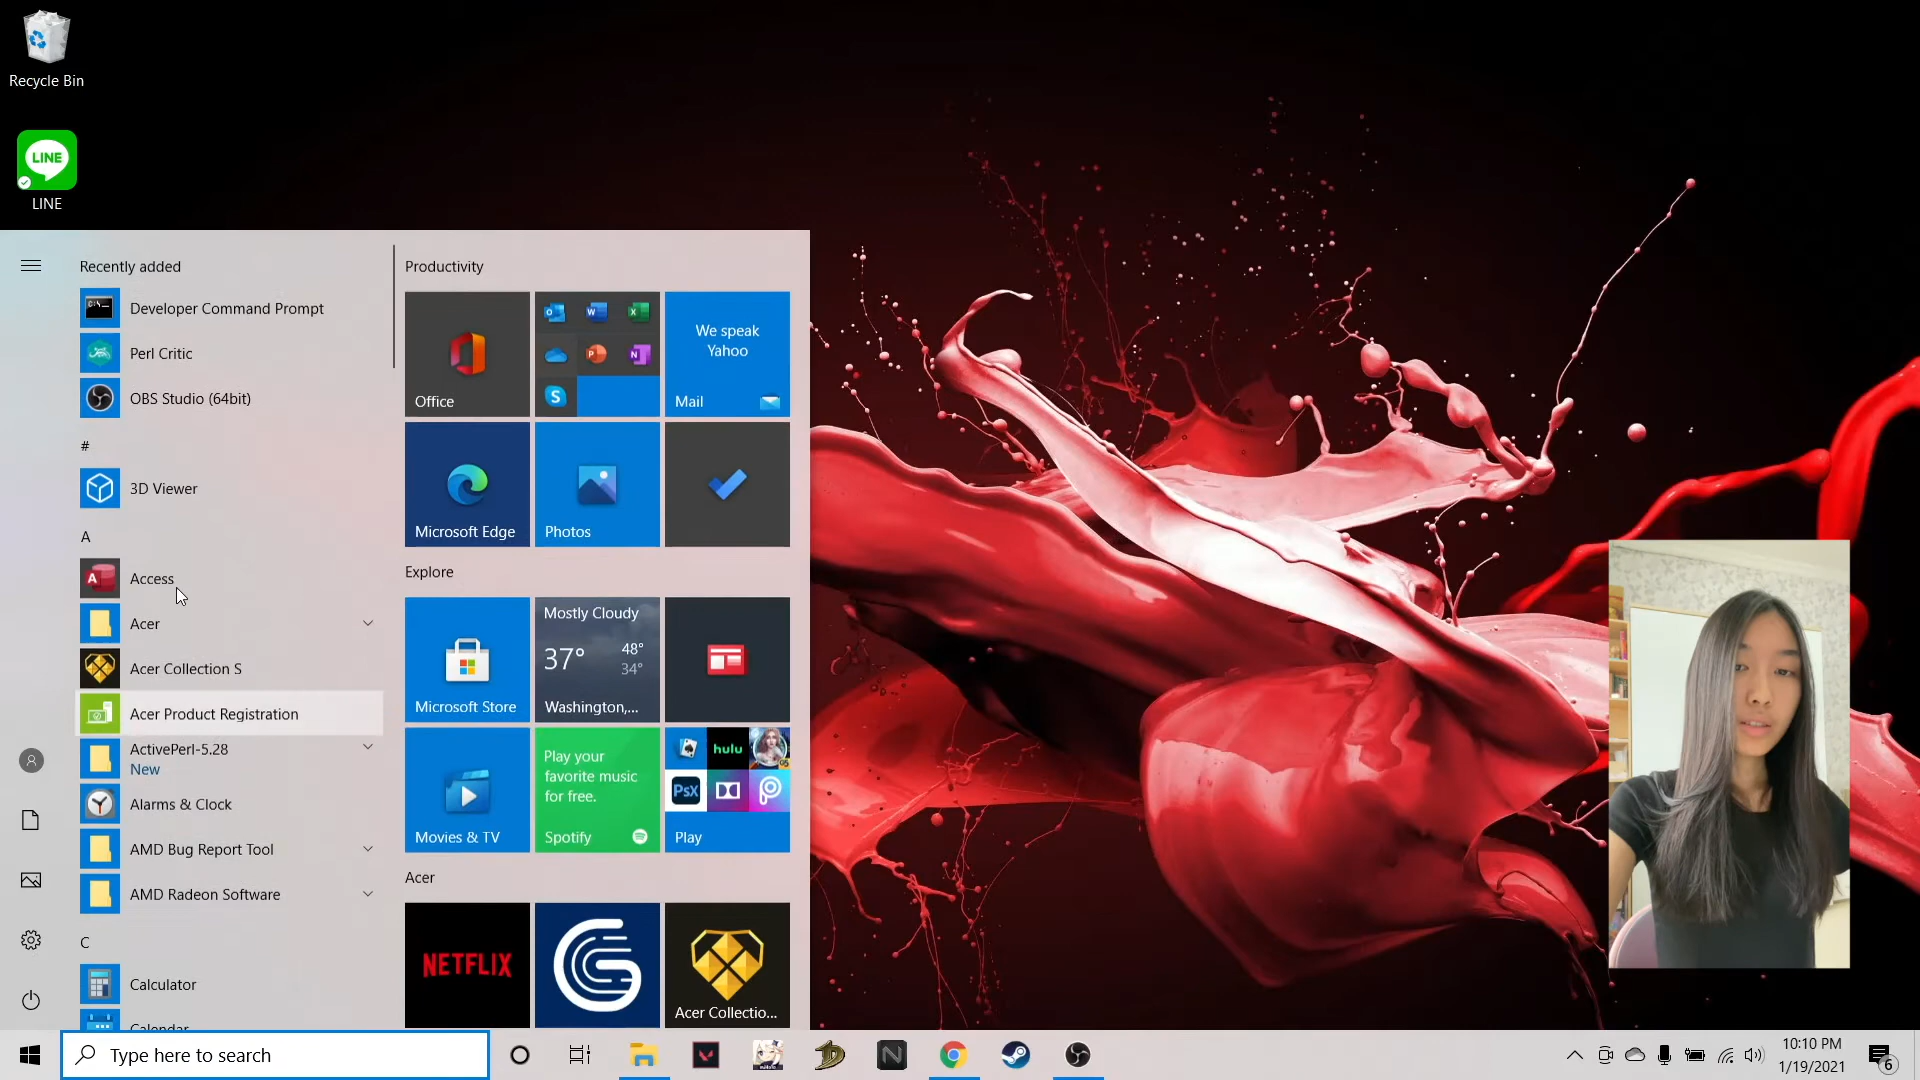 Recycle Bin
LINE
LINE
Recently added
Developer Command Prompt
Perl Critic
OBS Studio (64bit)
#
3D Viewer
A
Access
Acer
Acer Collection S
Acer Product Registration
ActivePerl-5.28
New
Alarms & Clock
AMD Bug Report Tool
AMD Radeon Software
C
Calculator
Calendar
Productivity
Office
We speak
Yahoo
Mail
Microsoft Edge
Photos
Explore
Microsoft Store
Mostly Cloudy
37° 48°
34°
Washington,...
Movies & TV
Play your
favorite music
for free.
Spotify
hulu
PsX
Play
Acer
NETFLIX
Acer Collectio...
Type here to search
10:10 PM
1/19/2021
6